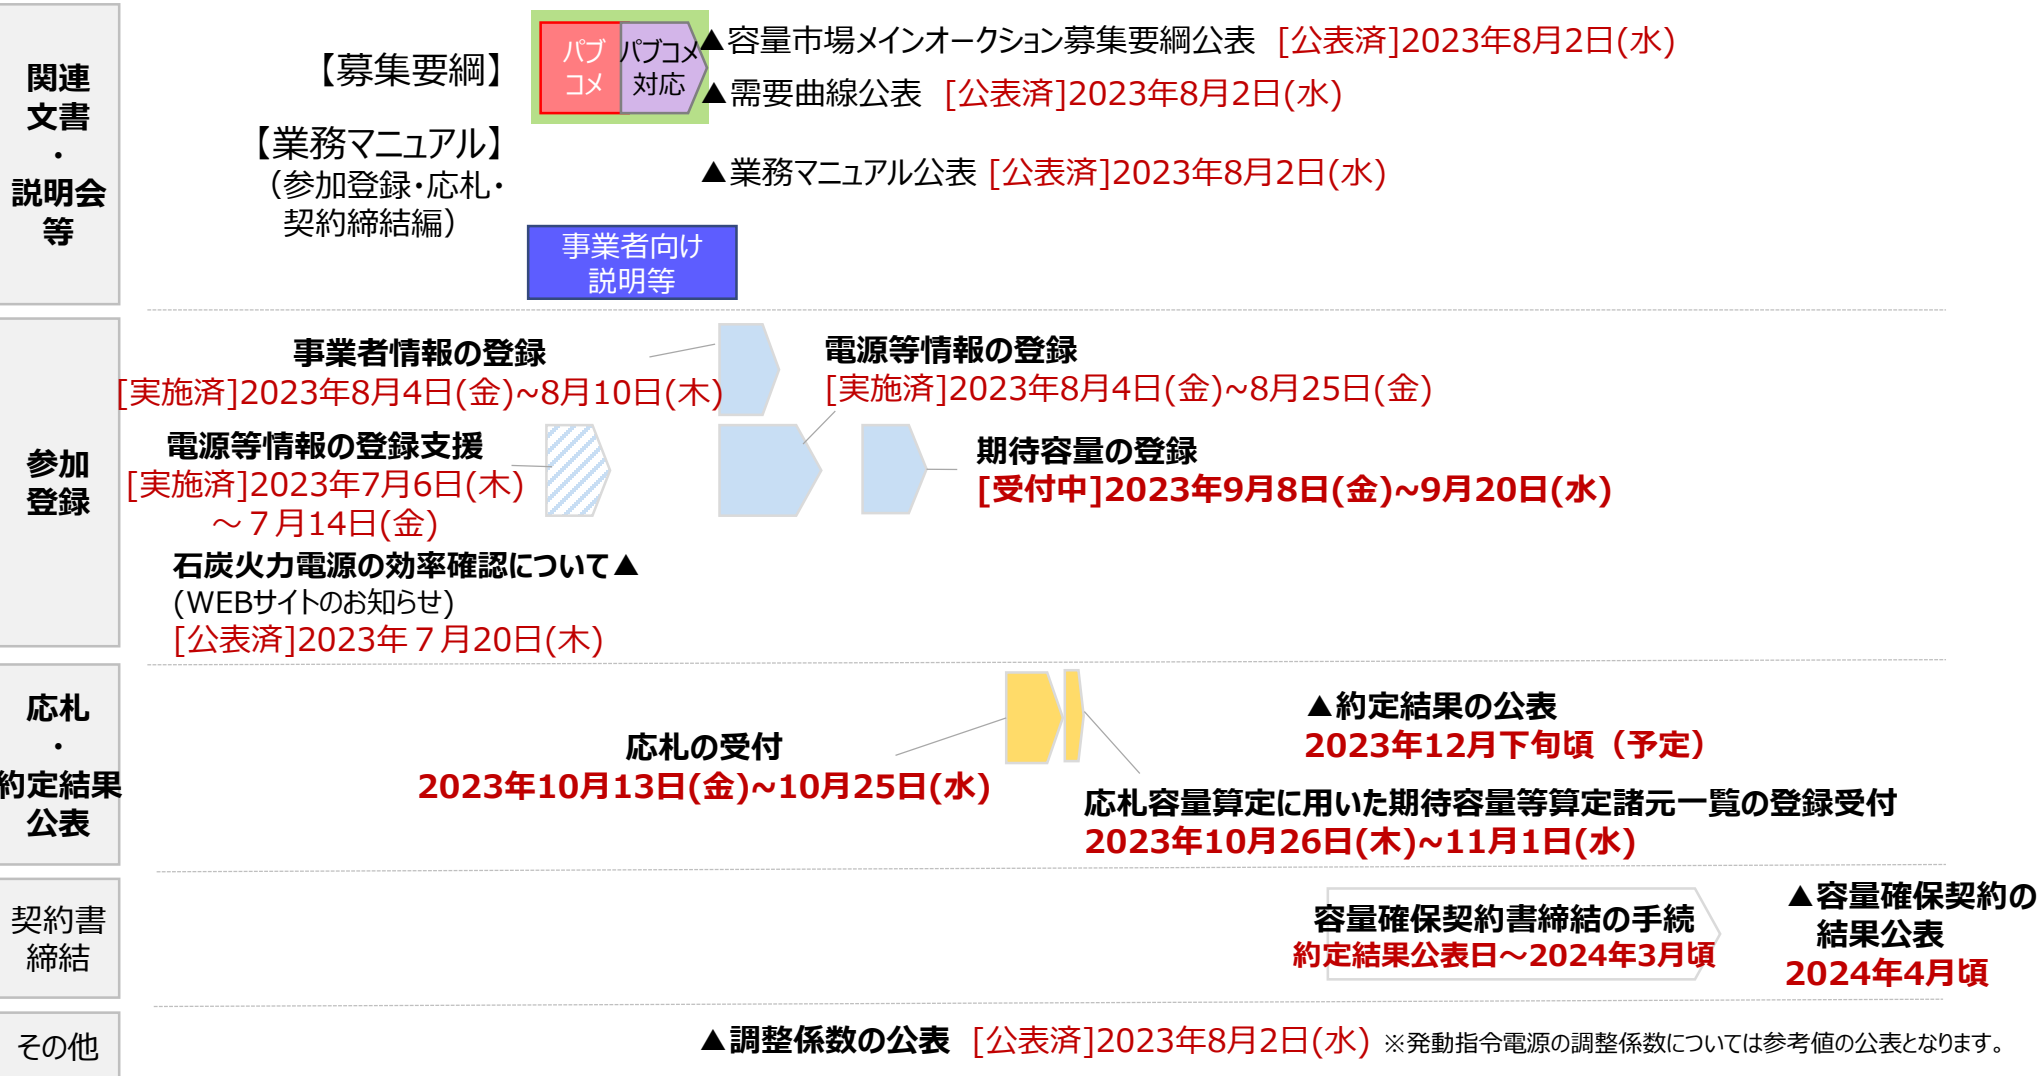 関連
文書
・
説明会
等
【募集要綱】
パブ
コメ
パブコメ
対応
▲容量市場メインオークション募集要綱公表 [公表済]2023年8月2日(水)
▲需要曲線公表 [公表済]2023年8月2日(水)
【業務マニュアル】
（参加登録・応札・
契約締結編）
▲業務マニュアル公表 [公表済]2023年8月2日(水)
事業者向け
説明等
参加
登録
事業者情報の登録
[実施済]2023年8月4日(金)~8月10日(木)
電源等情報の登録
[実施済]2023年8月4日(金)~8月25日(金)
電源等情報の登録支援
[実施済]2023年7月6日(木)
～７月14日(金)
期待容量の登録
[受付中]2023年9月8日(金)~9月20日(水)
石炭火力電源の効率確認について▲
(WEBサイトのお知らせ)
[公表済]2023年７月20日(木)
応札
・
約定結果
公表
応札の受付
2023年10月13日(金)~10月25日(水)
▲約定結果の公表
2023年12月下旬頃（予定）
応札容量算定に用いた期待容量等算定諸元一覧の登録受付
2023年10月26日(木)~11月1日(水)
契約書
締結
容量確保契約書締結の手続
約定結果公表日～2024年3月頃
▲容量確保契約の
結果公表
2024年4月頃
その他
▲調整係数の公表 [公表済]2023年8月2日(水) ※発動指令電源の調整係数については参考値の公表となります。